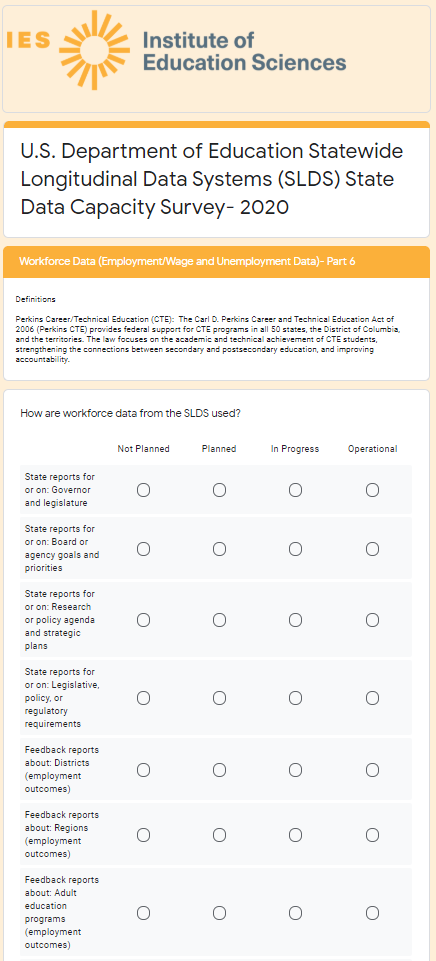 IES
Institute of
Education Sciences
U.S. Department of Education Statewide
Longitudinal Data Systems (SLDS) State
Data Capacity Survey- 2020
Workforce Data (Employment/Wage and Unemployment Data)- Part 6
Definitions
Perkins Career/Technical Education (CTE): The Carl D. Perkins Career and Technical Education Act of
2006 (Perkins CTE) provides federal support for CTE programs in all 50 states, the District of Columbia,
and the territories. The law focuses on the academic and technical achievement of CTE students,
strengthening the connections between secondary and postsecondary education, and improving
accountability.
How are workforce data from the SLDS used?
Not Planned Planned In Progress Operational
State reports for
or on: Governor
and legislature
State reports for
or on: Board or
agency goals and
priorities
State reports for
or on: Research
or policy agenda
and strategic
plans
State reports for
or on: Legislative,
policy, or
regulatory
requirements
Feedback reports
about: Districts
(employment
outcomes)
Feedback reports
about: Regions
(employment
outcomes)
Feedback reports
about: Adult
education
programs
(employment
outcomes)